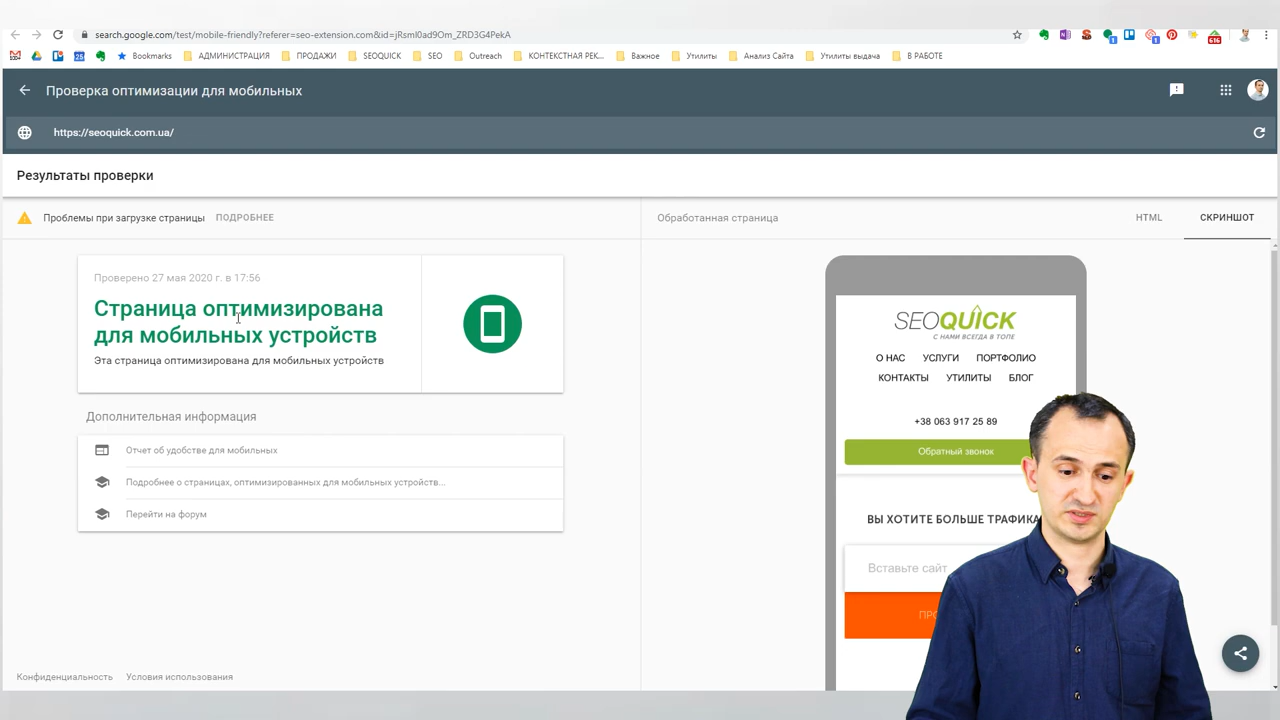 search.google.com/test/mobile-friendly?referer=seo-extension.com&id=jRsmI0ad9Om_ZRD3G4PekA
Bookmarks
АДМИНИСТРАЦИЯ
ПРОДАЖИ
SEOQUICK
SEO
Outreach
КОНТЕКСТНАЯ РЕК...
Важное
Утилиты
Анализ Сайта
Утилиты выдача
В РАБОТЕ
Проверка оптимизации для мобильных
https://seoquick.com.ua/
Результаты проверки
Проблемы при загрузке страницы ПОДРОБНЕЕ
Проверено 27 мая 2020 г. в 17:56
Страница оптимизирована
для мобильных устройств
Эта страница оптимизирована для мобильных устройств
Дополнительная информация
Отчет об удобстве для мобильных
Подробнее о страницах, оптимизированных для мобильных устройств...
Перейти на форум
Конфиденциальность Условия использования
Обработанная страница
HTML СКРИНШОТ
SEOQUICK
С НАМИ ВСЕГДА В ТОПЕ
О НАС УСЛУГИ ПОРТФОЛИО
КОНТАКТЫ УТИЛИТЫ БЛОГ
+38 063 917 25 89
Обратный звонок
ВЫ ХОТИТЕ БОЛЬШЕ ТРАФИКА
Вставьте сайт